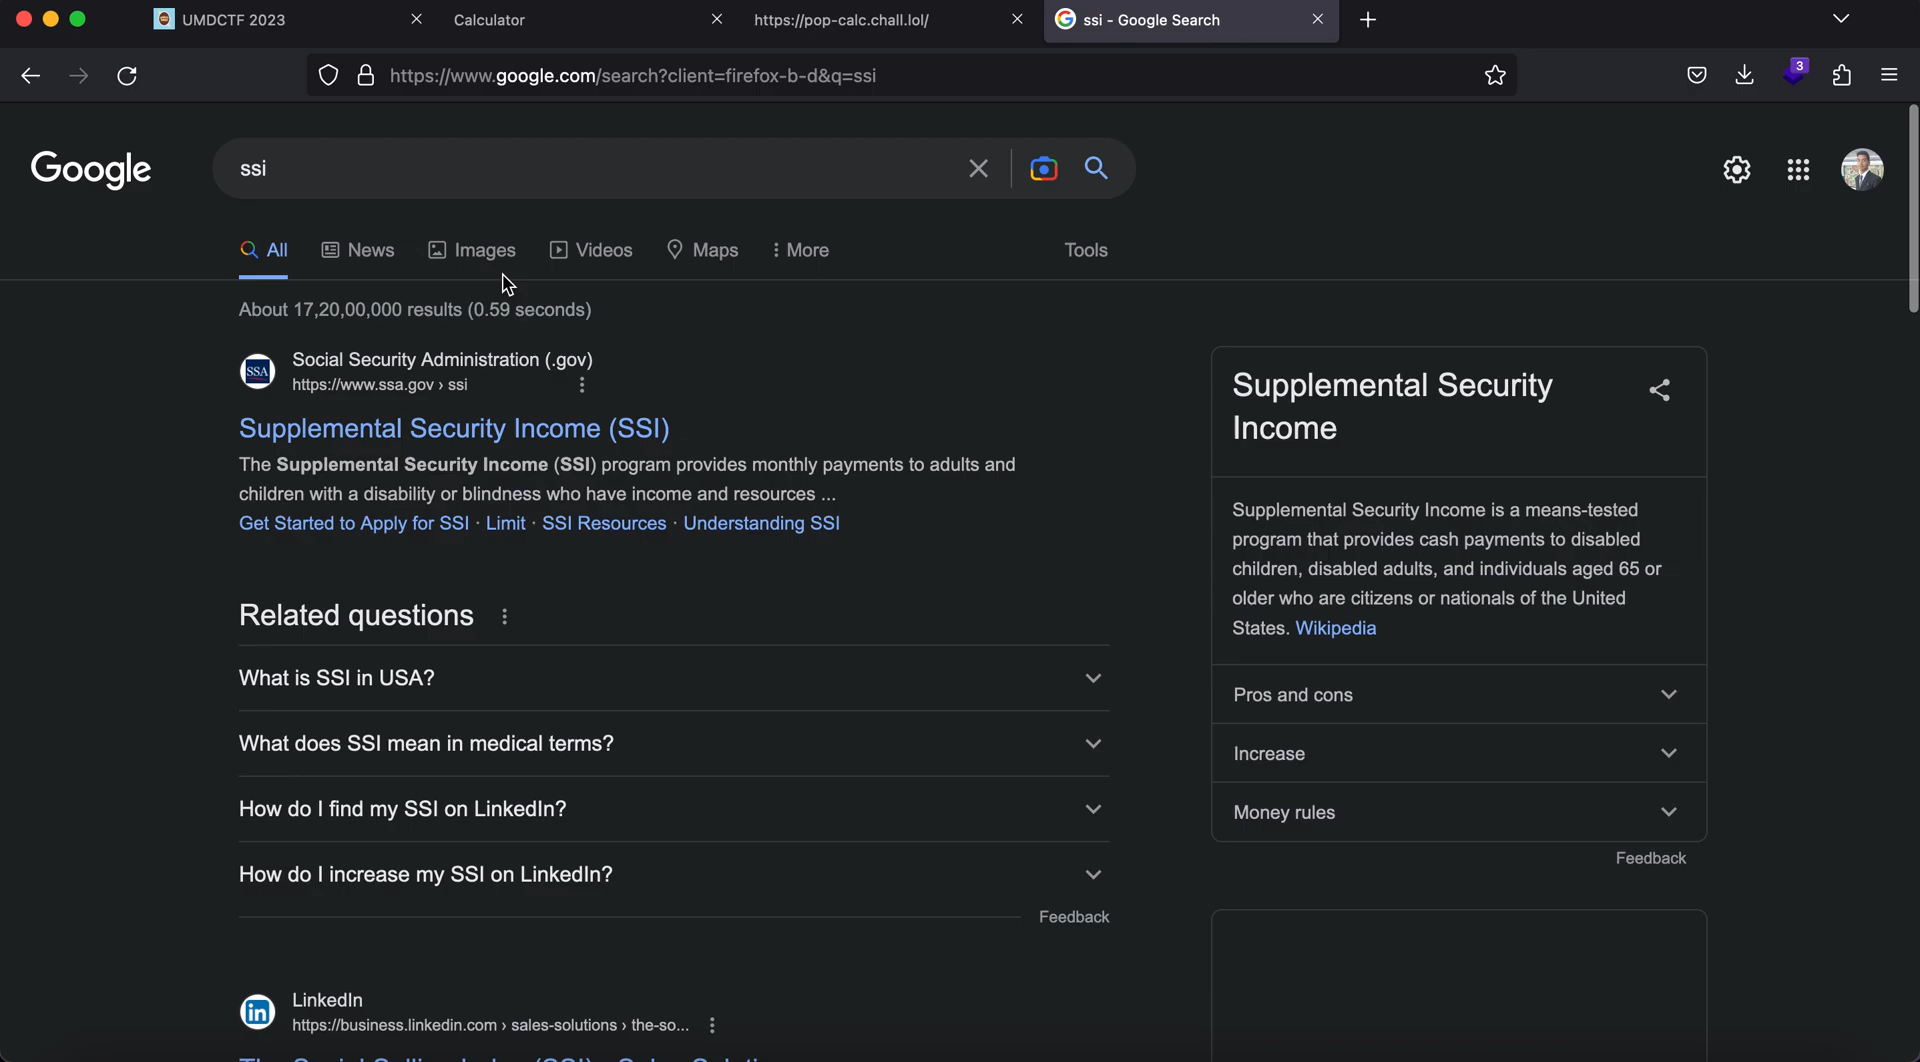 UMDCTF 2023
Calculator
https://pop-calc.chall.lol/
ssi - Google Search
https://www.google.com/search?client=firefox-b-d&q=ssi
3
Google
ssi
All
News
Images
Videos
Maps
More
Tools
About 17,20,00,000 results (0.59 seconds)
SSA
Social Security Administration (.gov)
https://www.ssa.gov › ssi
Supplemental Security Income (SSI)
The Supplemental Security Income (SSI) program provides monthly payments to adults and
children with a disability or blindness who have income and resources ...
Get Started to Apply for SSI · Limit · SSI Resources · Understanding SSI
Related questions
What is SSI in USA?
What does SSI mean in medical terms?
How do I find my SSI on LinkedIn?
How do I increase my SSI on LinkedIn?
Feedback
in
LinkedIn
https://business.linkedin.com › sales-solutions › the-so...
Supplemental Security
Income
Supplemental Security Income is a means-tested
program that provides cash payments to disabled
children, disabled adults, and individuals aged 65 or
older who are citizens or nationals of the United
States. Wikipedia
Pros and cons
Increase
Money rules
Feedback